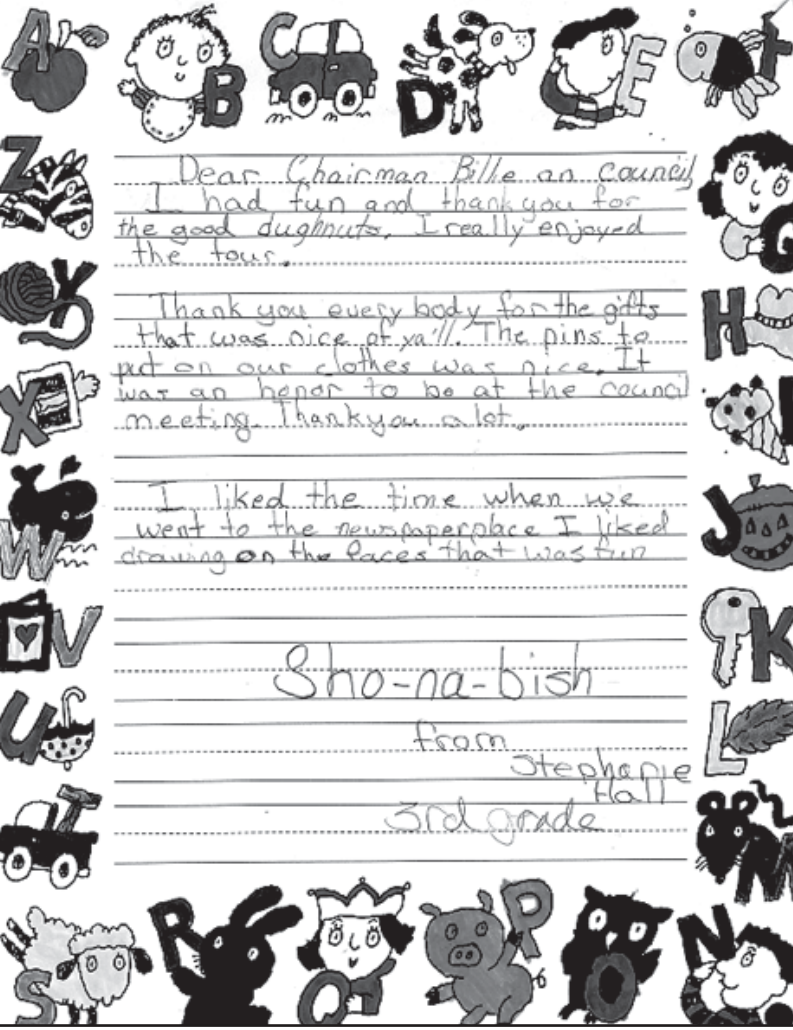 A B C D E F
Z
Dear Chairman Billie an council
I had fun and thank you for
the good dughnuts. I really enjoyed
the tour.
G
Y
Thank you every body for the gifts
H
that was nice of ya'll. The pins to
put on our clothes was nice. It
X
was an honor to be at the council
I
meeting. Thank you a lot.
I liked the time when we
J
went to the newspaperplace I liked
W
drawing on the faces that was fun
V
K
Sho-na-bish
U
L
from
Stephanie
Hall
T
3rd grade
M
S R Q P O N